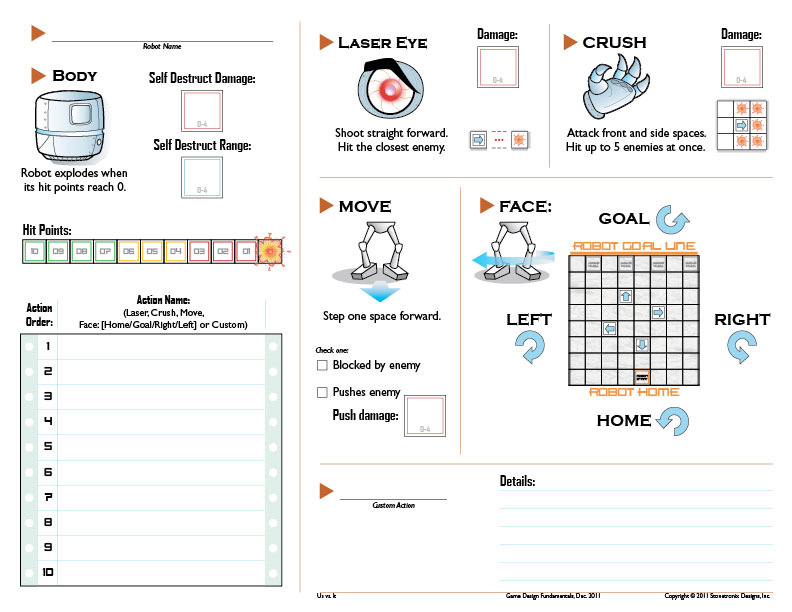 Robot Name
BODY
Self Destruct Damage:
0-4
Self Destruct Range:
0-4
Robot explodes when
its hit points reach 0.
Hit Points:
10 09 08 07 06 05 04 03 02 01
Action
Order:
Action Name:
(Laser, Crush, Move,
Face: [Home/Goal/Right/Left] or Custom)
1
2
3
4
5
6
7
8
9
10
LASER EYE
Damage:
0-4
Shoot straight forward.
Hit the closest enemy.
CRUSH
Damage:
0-4
Attack front and side spaces.
Hit up to 5 enemies at once.
MOVE
Step one space forward.
Check one:
Blocked by enemy
Pushes enemy
Push damage:
0-4
FACE:
GOAL
ROBOT GOAL LINE
LEFT
RIGHT
ROBOT HOME
HOME
Custom Action
Details:
Us vs. It
Game Design Fundamentals, Dec. 2011
Copyright © 2011 Stonetronix Designs, Inc.